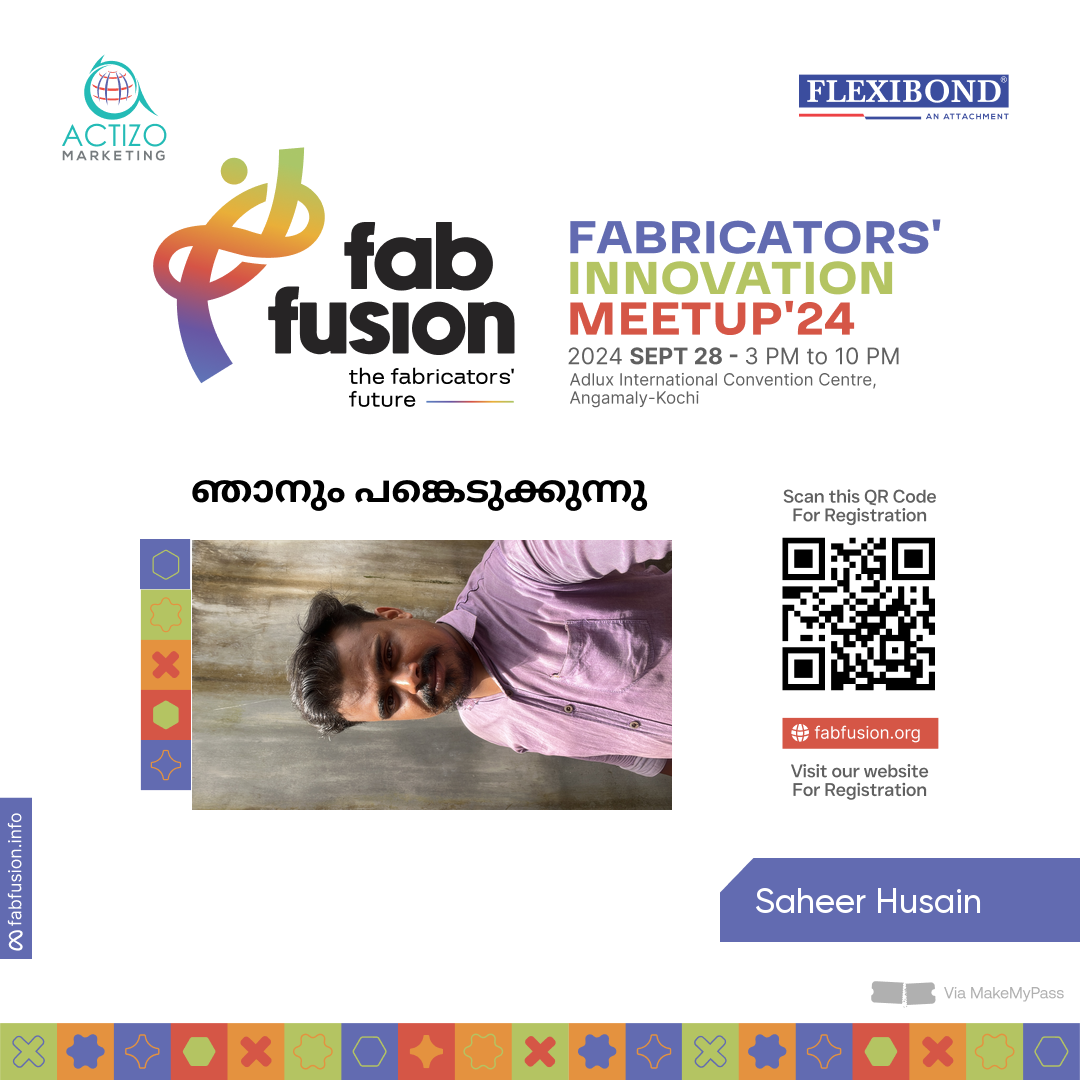 ACTIZO
MARKETING
FLEXIBOND®
AN ATTACHMENT
fab
fusion
the fabricators'
future
FABRICATORS'
INNOVATION
MEETUP'24
2024 SEPT 28 - 3 PM to 10 PM
Adlux International Convention Centre,
Angamaly-Kochi
ഞാനും പങ്കെടുക്കുന്നു
Scan this QR Code
For Registration
fabfusion.org
Visit our website
For Registration
fabfusion.info
Saheer Husain
Via MakeMyPass